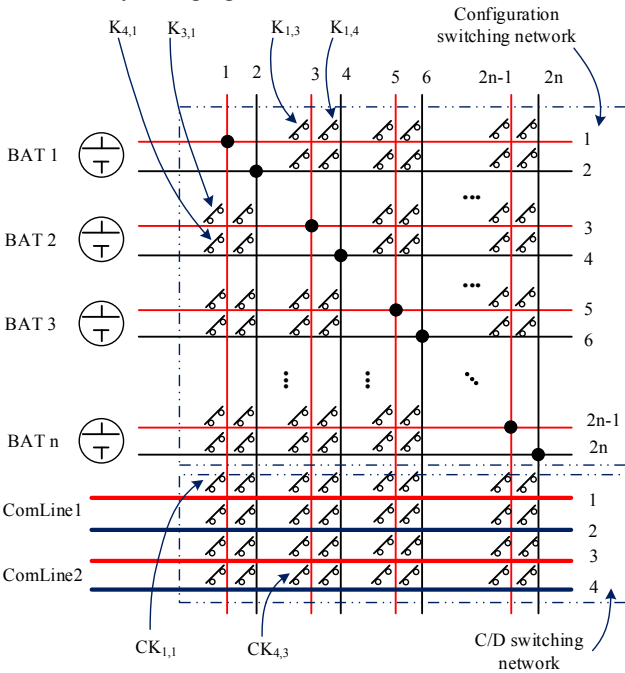 Configuration
switching network
K4,1 K3,1 K1,3 K1,4
1 2 3 4 5 6 2n-1 2n
BAT 1
1
2
...
BAT 2
3
4
...
BAT 3
5
6
... ... ...
BAT n
2n-1
2n
ComLine1
1
2
ComLine2
3
4
CK1,1 CK4,3
C/D switching
network